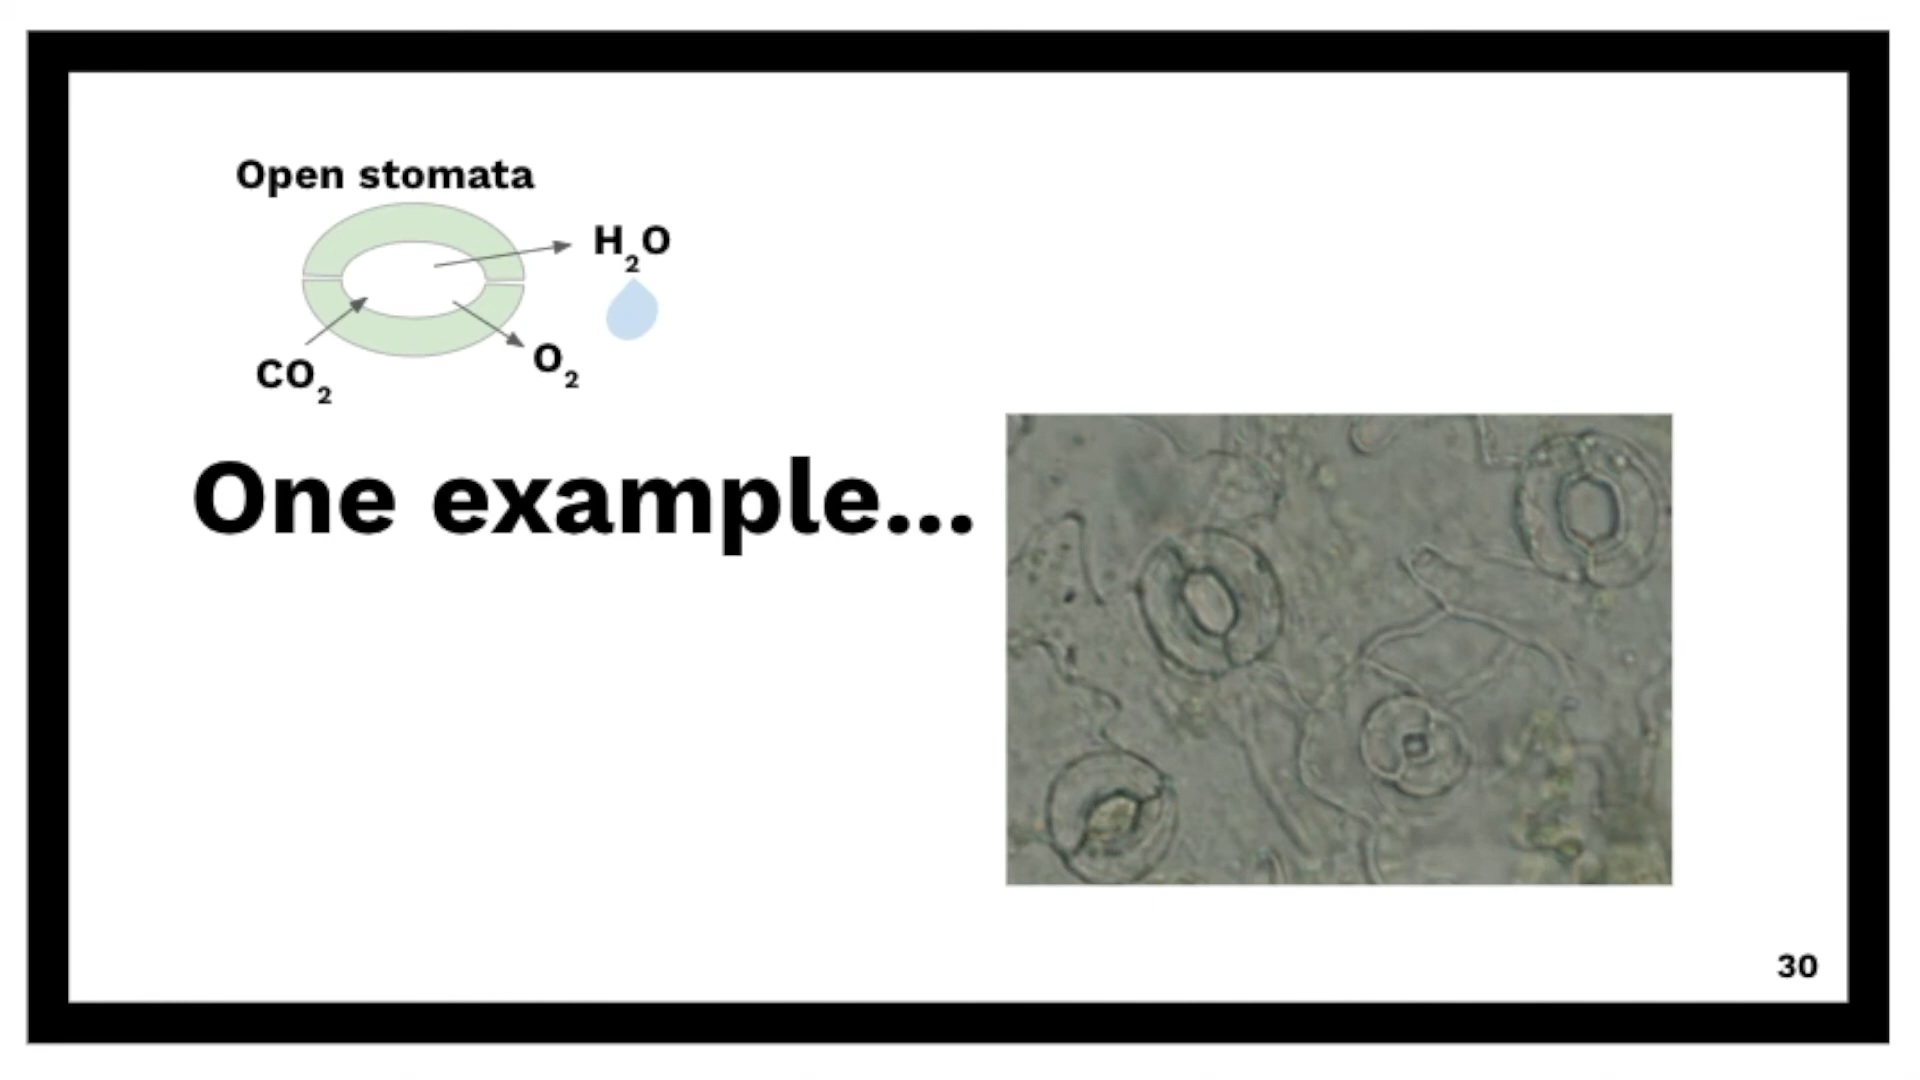 Open stomata
H₂O
CO₂
O₂
One example...
30